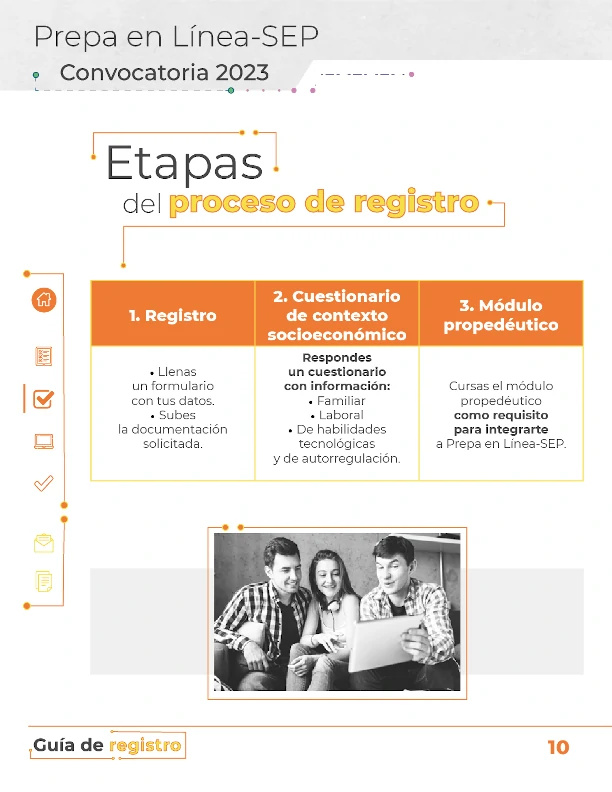 Prepa en Línea-SEP
Convocatoria 2023
Etapas
del proceso de registro
1. Registro
2. Cuestionario
de contexto
socioeconómico
3. Módulo
propedéutico
• Llenas
un formulario
con tus datos.
• Subes
la documentación
solicitada.
Respondes
un cuestionario
con información:
• Familiar
• Laboral
• De habilidades
tecnológicas
y de autorregulación.
Cursas el módulo
propedéutico
como requisito
para integrarte
a Prepa en Línea-SEP.
Guía de registro
10